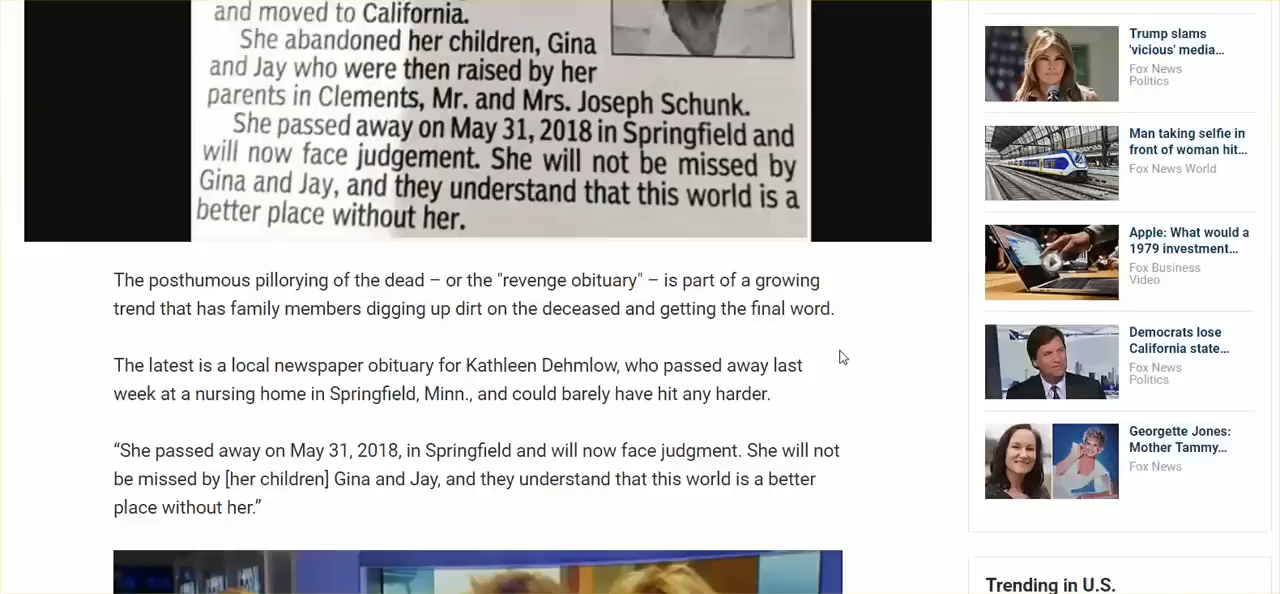 and moved to California.
She abandoned her children, Gina
and Jay who were then raised by her
parents in Clements, Mr. and Mrs. Joseph Schunk.
She passed away on May 31, 2018 in Springfield and
will now face judgement. She will not be missed by
Gina and Jay, and they understand that this world is a
better place without her.
The posthumous pillorying of the dead – or the "revenge obituary" – is part of a growing
trend that has family members digging up dirt on the deceased and getting the final word.
The latest is a local newspaper obituary for Kathleen Dehmlow, who passed away last
week at a nursing home in Springfield, Minn., and could barely have hit any harder.
“She passed away on May 31, 2018, in Springfield and will now face judgment. She will not
be missed by [her children] Gina and Jay, and they understand that this world is a better
place without her.”
Trump slams
'vicious' media...
Fox News
Politics
Man taking selfie in
front of woman hit...
Fox News World
Apple: What would a
1979 investment...
Fox Business
Video
Democrats lose
California state...
Fox News
Politics
Georgette Jones:
Mother Tammy...
Fox News
Trending in U.S.